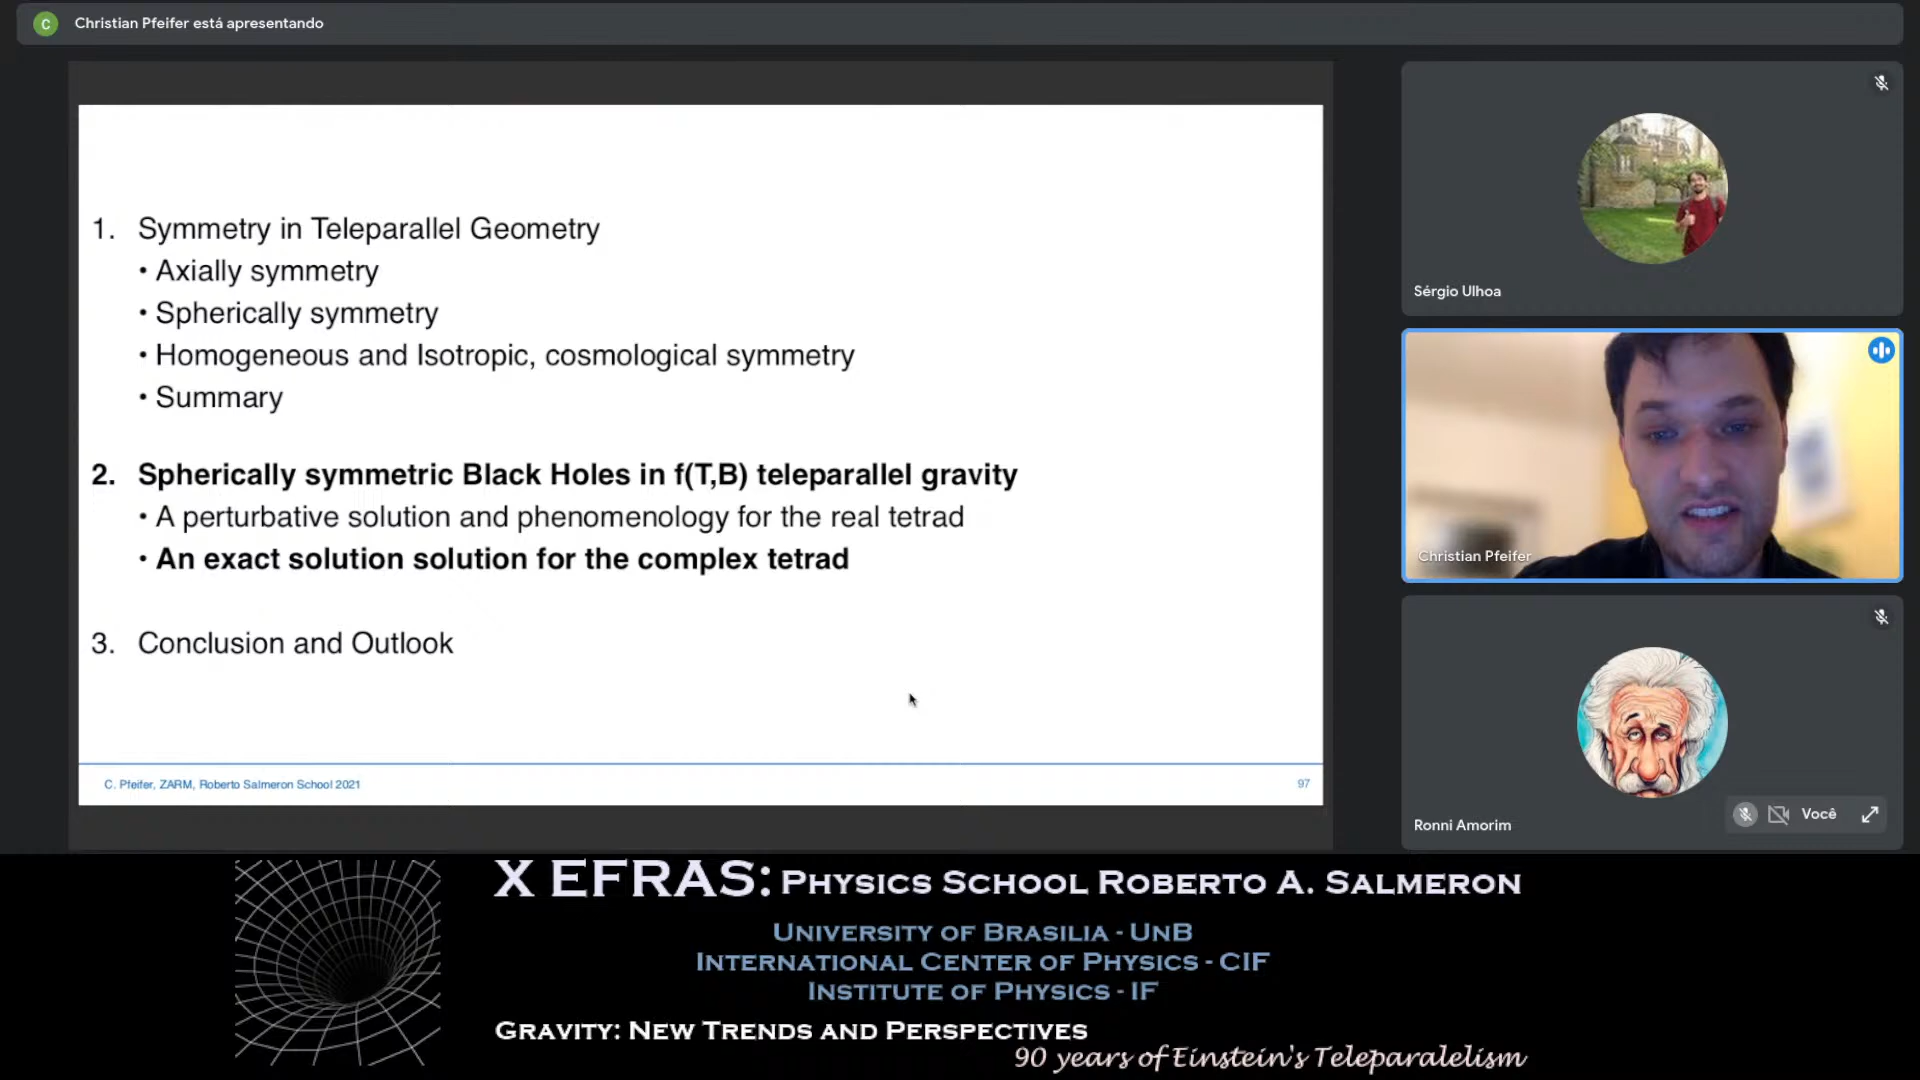 C Christian Pfeifer está apresentando
1. Symmetry in Teleparallel Geometry
• Axially symmetry
• Spherically symmetry
• Homogeneous and Isotropic, cosmological symmetry
• Summary
2. Spherically symmetric Black Holes in f(T,B) teleparallel gravity
• A perturbative solution and phenomenology for the real tetrad
• An exact solution solution for the complex tetrad
3. Conclusion and Outlook
C. Pfeifer, ZARM, Roberto Salmeron School 2021
97
Sérgio Ulhoa
Christian Pfeifer
Ronni Amorim
Você
X EFRAS: Physics School Roberto A. Salmeron
University of Brasilia - UnB
International Center of Physics - CIF
Institute of Physics - IF
Gravity: New Trends and Perspectives
90 years of Einstein's Teleparalelism